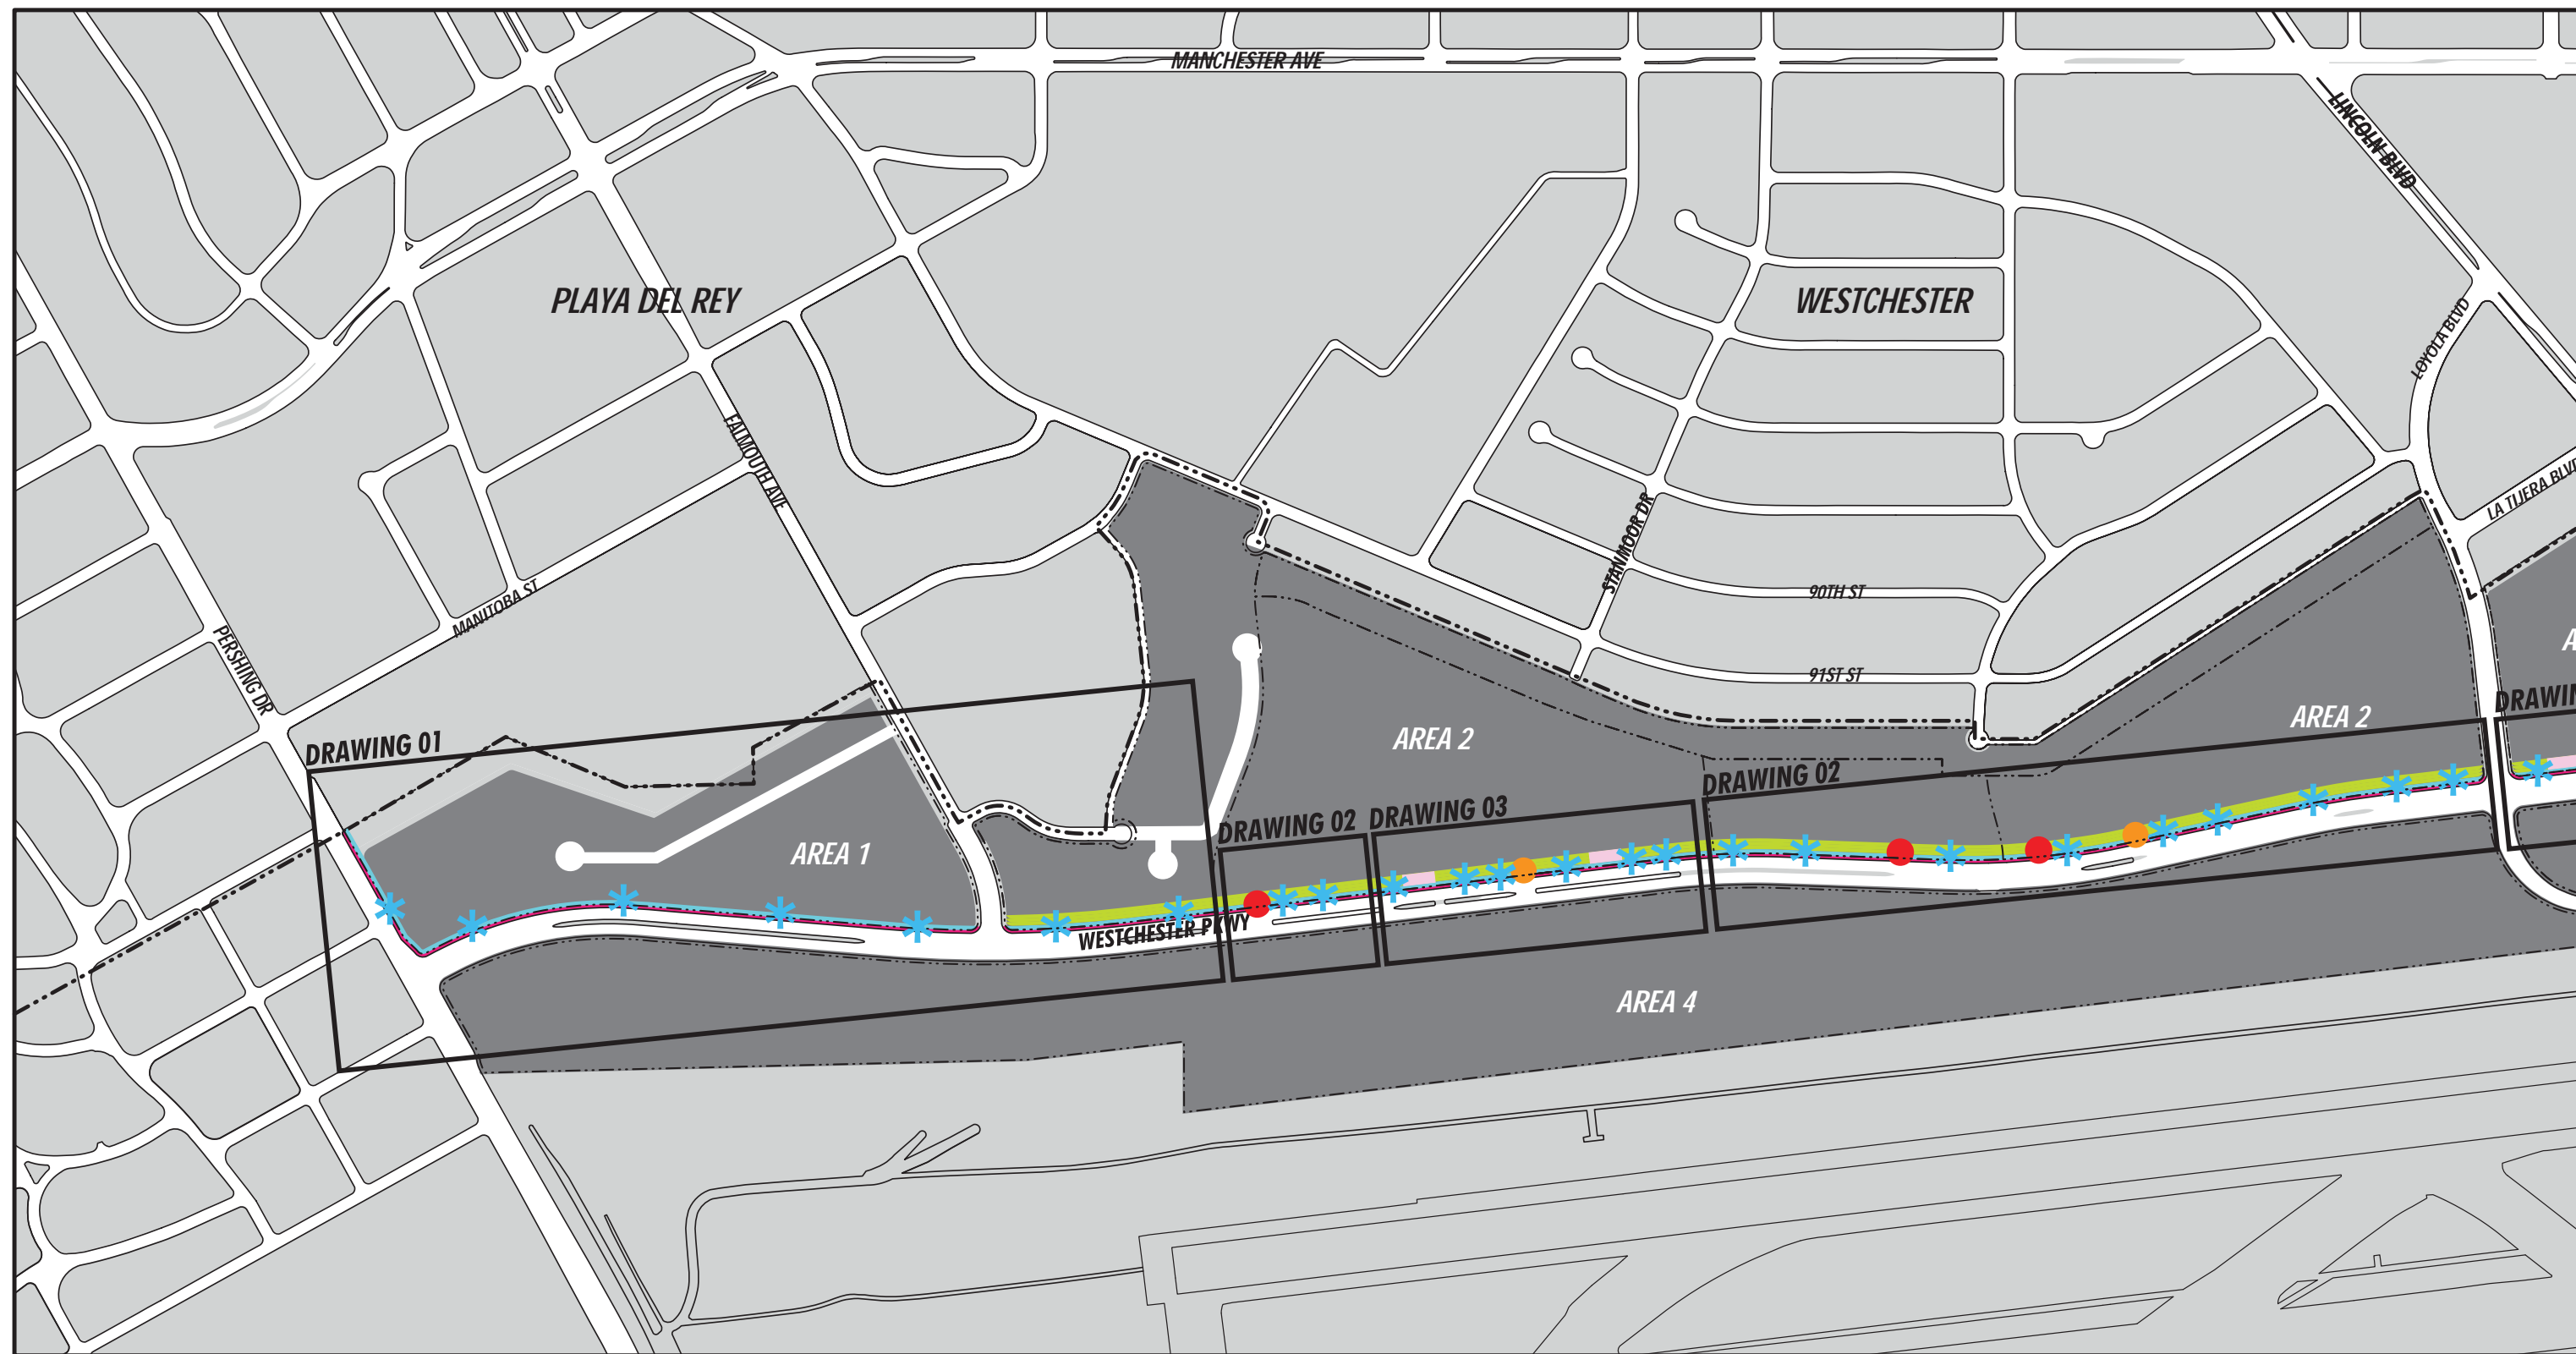 MANCHESTER AVE
LINCOLN BLVD
PLAYA DEL REY
WESTCHESTER
LOYOLA BLVD
FALMOUTH AVE
LA TIJERA BLVD
STANMOOR DR
MANITOBA ST
90TH ST
PERSHING DR
91ST ST
A
DRAWIN
AREA 2
AREA 2
DRAWING 01
DRAWING 02
DRAWING 03
DRAWING 02
AREA 1
WESTCHESTER PKWY
AREA 4